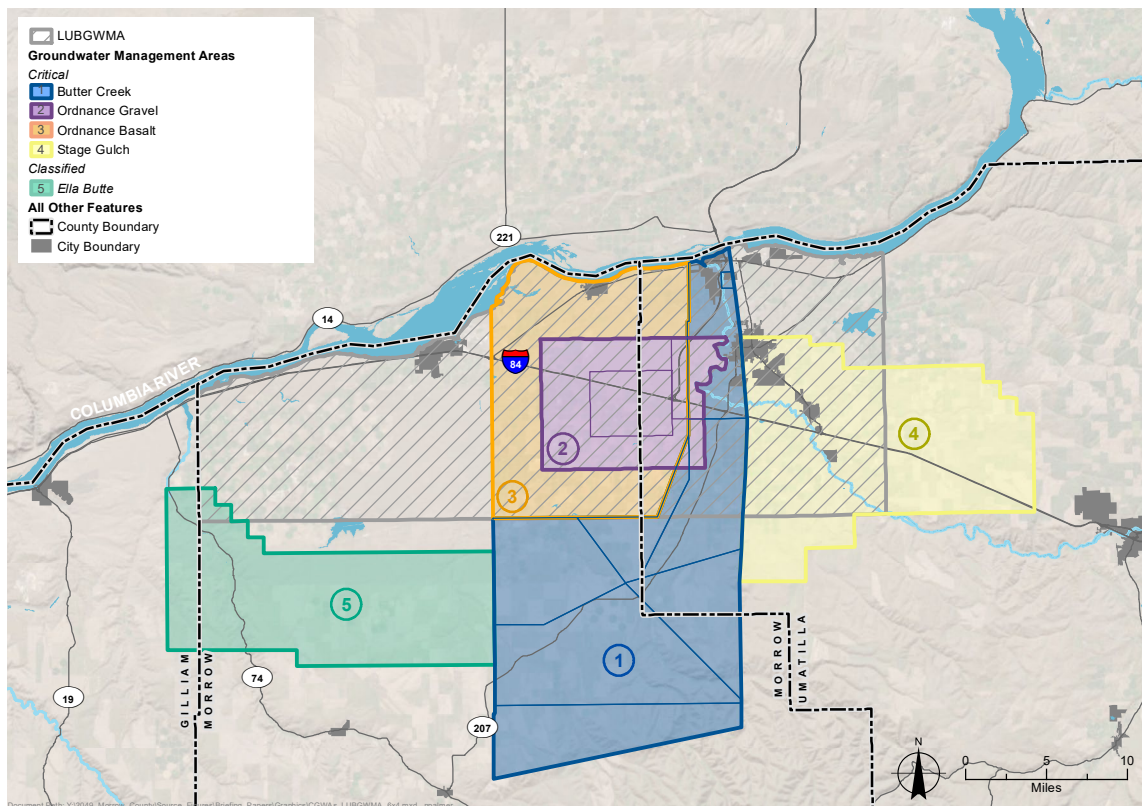 LUBGWMA
Groundwater Management Areas
Critical
1 Butter Creek
2 Ordnance Gravel
3 Ordnance Basalt
4 Stage Gulch
Classified
5 Ella Butte
All Other Features
County Boundary
City Boundary
221
14
84
COLUMBIA RIVER
2
4
3
5
1
GILLIAM
MORROW
MORROW
UMATILLA
19
74
207
N
0 5 10
Miles